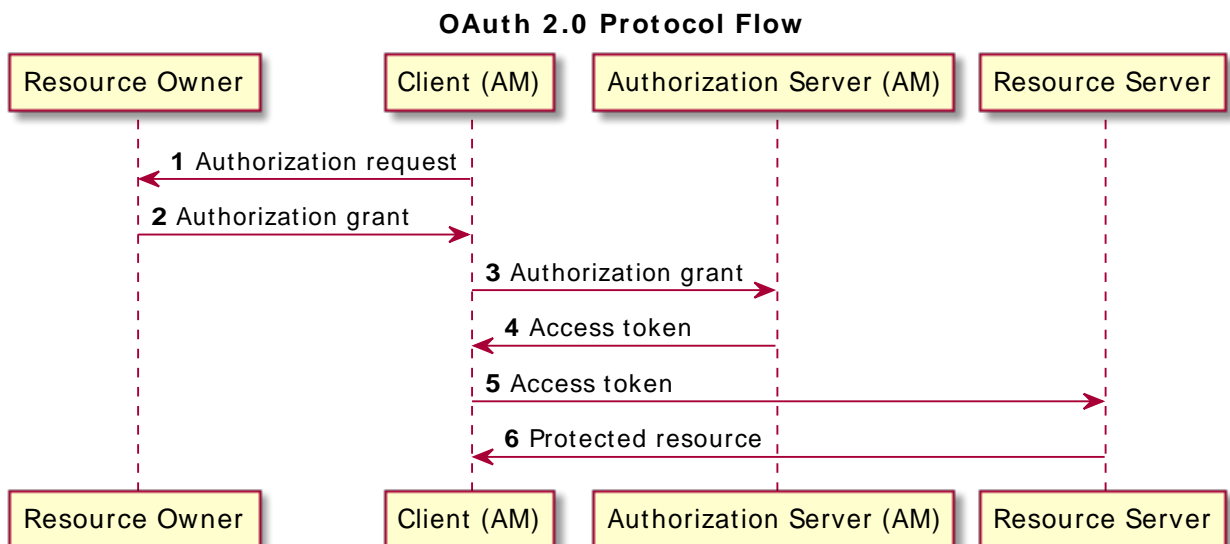 OAuth 2.0 Protocol Flow
Resource Owner Client (AM) Authorization Server (AM) Resource Server
1 Authorization request
2 Authorization grant
3 Authorization grant
4 Access token
5 Access token
6 Protected resource
Resource Owner Client (AM) Authorization Server (AM) Resource Server